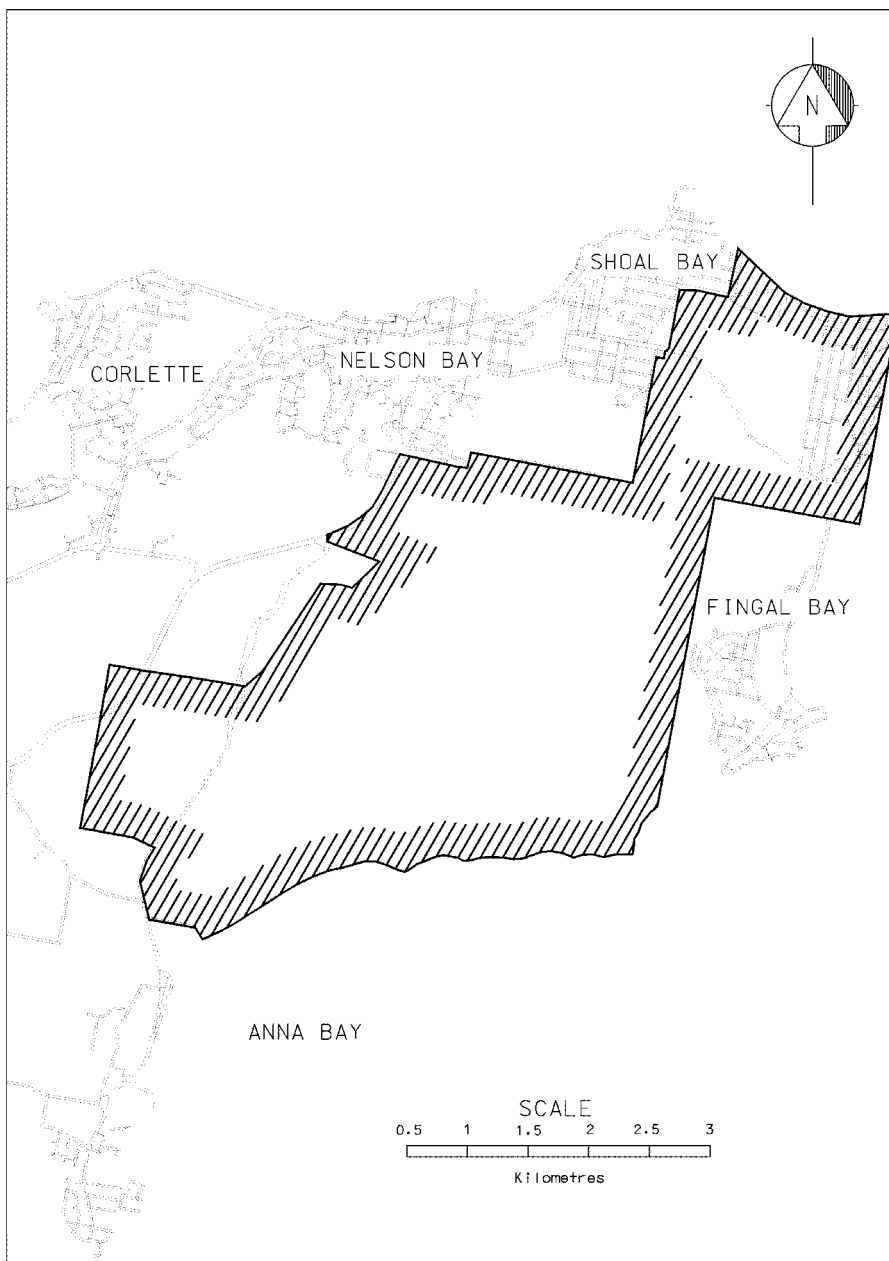 N
SHOAL BAY
NELSON BAY
CORLETTE
FINGAL BAY
ANNA BAY
SCALE
0.5 1 1.5 2 2.5 3
Kilometres